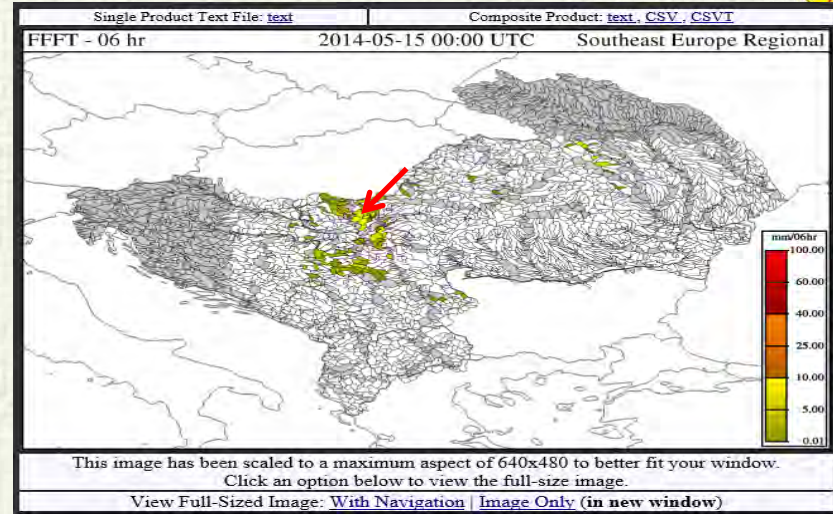 Single Product Text File: text
Composite Product: text , CSV , CSVT
FFFT - 06 hr 2014-05-15 00:00 UTC Southeast Europe Regional
mm/06hr
100.00
60.00
40.00
25.00
10.00
5.00
0.01
This image has been scaled to a maximum aspect of 640x480 to better fit your window.
Click an option below to view the full-size image.
View Full-Sized Image: With Navigation | Image Only (in new window)